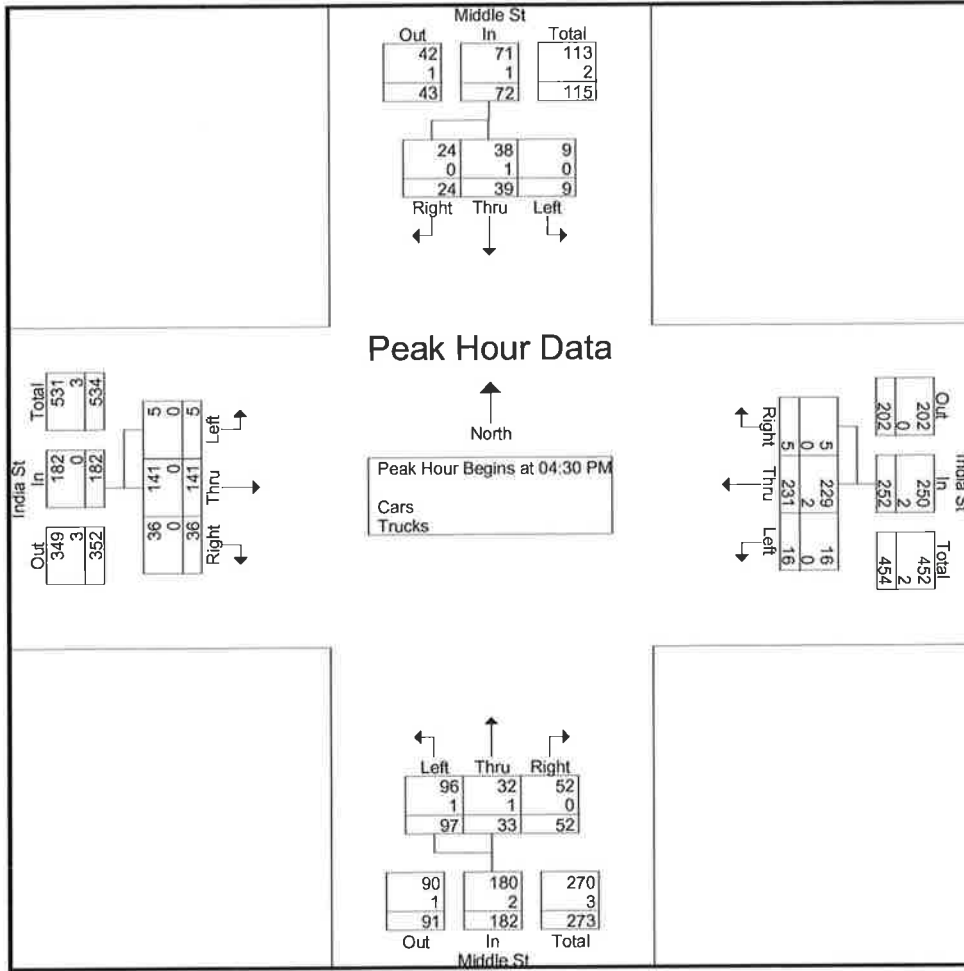 Middle St
Out In Total
42 71 113
1 1 2
43 72 115
24 38 9
0 1 0
24 39 9
Right Thru Left
Peak Hour Data
North
Peak Hour Begins at 04:30 PM
Cars
Trucks
India St
Total In Out
531 182 349
3 0 3
534 182 352
5 141 36
0 0 0
5 141 36
Left Thru Right
India St
Out In Total
202 250 452
0 2 2
202 252 454
5 229 16
0 2 0
5 231 16
Right Thru Left
Left Thru Right
96 32 52
1 1 0
97 33 52
90 180 270
1 2 3
91 182 273
Out In Total
Middle St